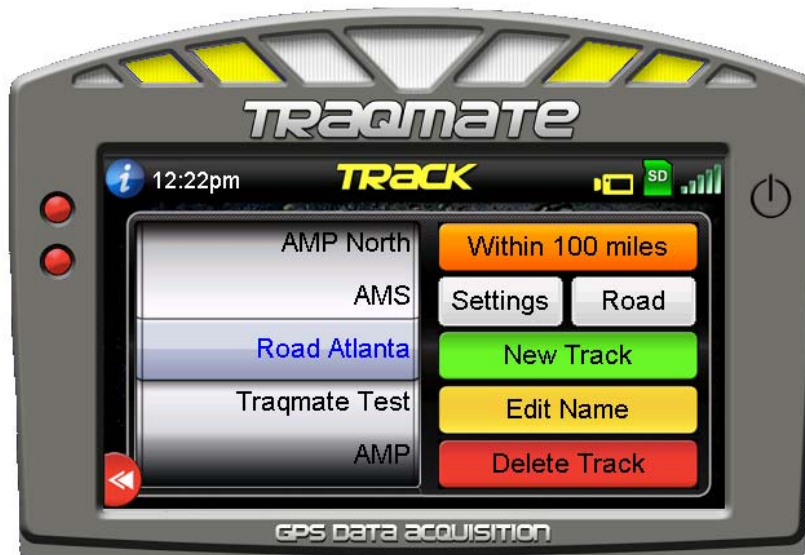 TRAQMATE
i 12:22pm TRACK SD
AMP North
AMS
Road Atlanta
Traqmate Test
AMP
Within 100 miles
Settings Road
New Track
Edit Name
Delete Track
GPS DATA ACQUISITION